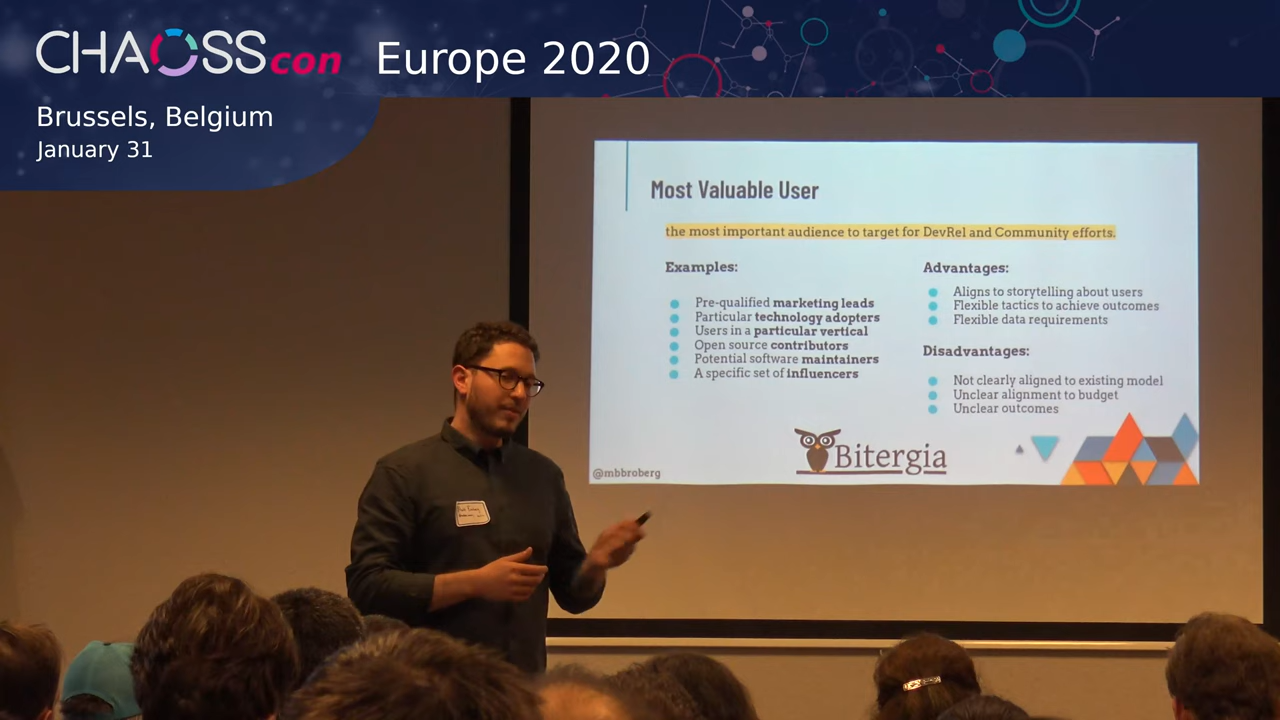 CHAOSScon Europe 2020
Brussels, Belgium
January 31
Most Valuable User
the most important audience to target for DevRel and Community efforts.
Examples:
Pre-qualified marketing leads
Particular technology adopters
Users in a particular vertical
Open source contributors
Potential software maintainers
A specific set of influencers
Advantages:
Aligns to storytelling about users
Flexible tactics to achieve outcomes
Flexible data requirements
Disadvantages:
Not clearly aligned to existing model
Unclear alignment to budget
Unclear outcomes
Bitergia
@mbbroberg